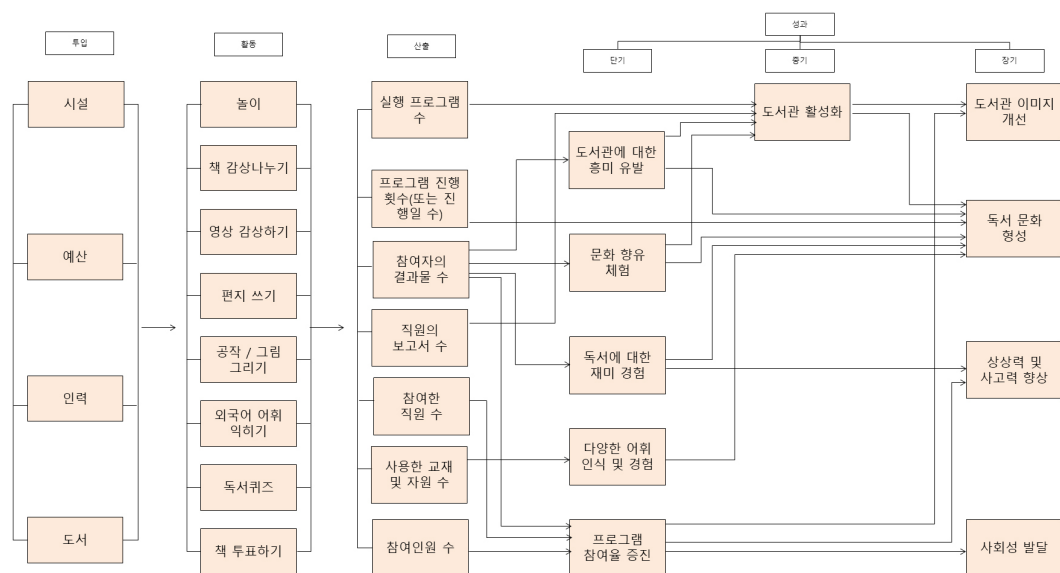 투입
활동
산출
성과
단기
중기
장기
시설
예산
인력
도서
놀이
책 감상나누기
영상 감상하기
편지 쓰기
공작 / 그림
그리기
외국어 어휘
익히기
독서퀴즈
책 투표하기
실행 프로그램
수
프로그램 진행
횟수(또는 진
행일 수)
참여자의
결과물 수
직원의
보고서 수
참여한
직원 수
사용한 교재
및 자원 수
참여인원 수
도서관에 대한
흥미 유발
문화 향유
체험
독서에 대한
재미 경험
다양한 어휘
인식 및 경험
프로그램
참여율 증진
도서관 활성화
도서관 이미지
개선
독서 문화
형성
상상력 및
사고력 향상
사회성 발달